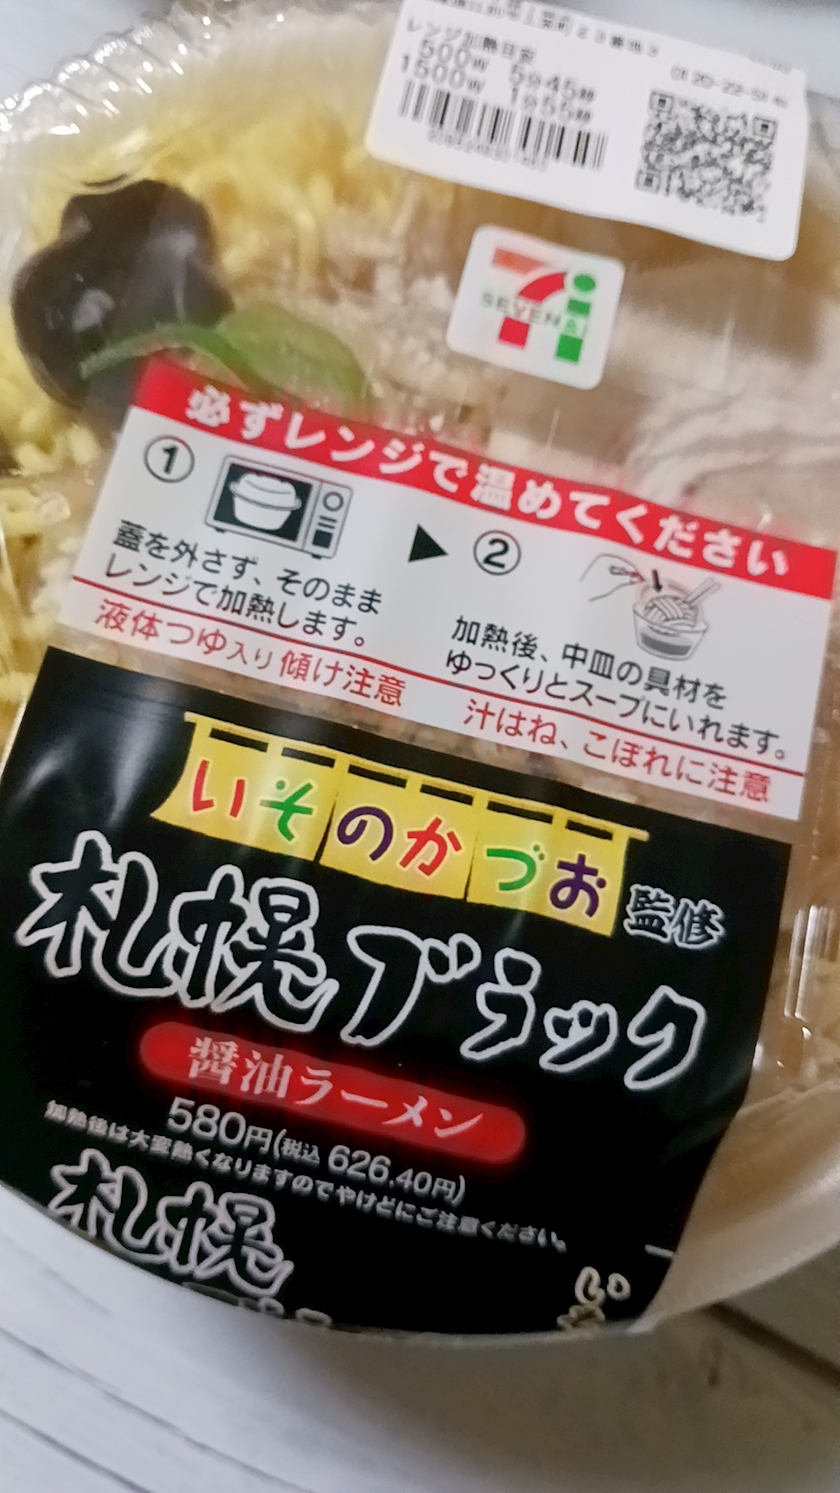 レンジ加熱目安
500W 5分45秒
1500W 1分55秒
SEVEN & i
必ずレンジで温めてください
①
蓋を外さず、そのまま
レンジで加熱します。
②
加熱後、中皿の具材を
ゆっくりとスープにいれます。
液体つゆ入り傾け注意
汁はね、こぼれに注意
いそのかづお 監修
札幌ブラック
醤油ラーメン
580円(税込 626.40円)
加熱後は大変熱くなりますのでやけどにご注意ください。
札幌